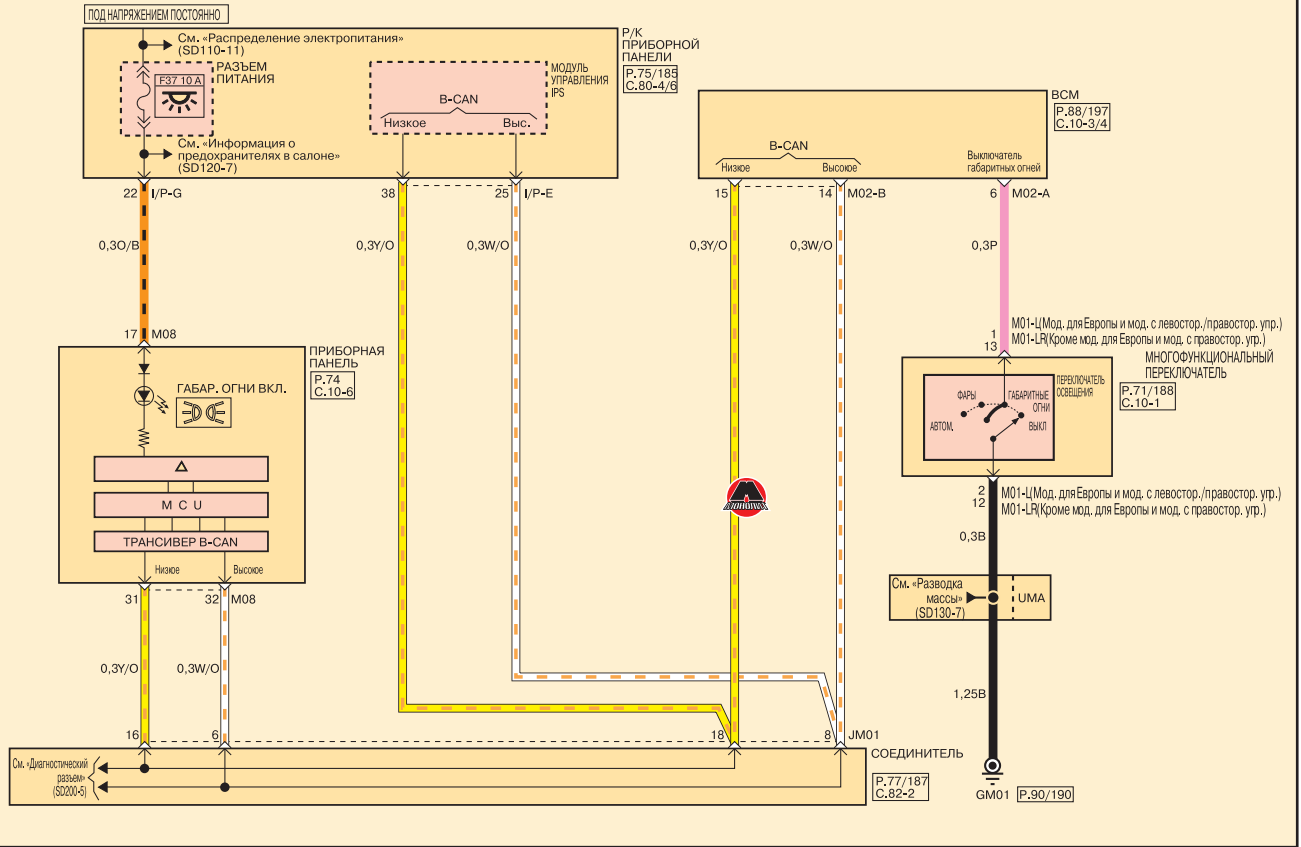 ПОД НАПРЯЖЕНИЕМ ПОСТОЯННО
См. «Распределение электропитания»
(SD110-11)
РАЗЪЕМ
ПИТАНИЯ
F37 10 A
См. «Информация о
предохранителях в салоне»
(SD120-7)
B-CAN
Низкое
Выс.
МОДУЛЬ
УПРАВЛЕНИЯ
IPS
Р/К
ПРИБОРНОЙ
ПАНЕЛИ
P.75/185
C.80-4/6
B-CAN
Низкое
Высокое
Выключатель
габаритных огней
BCM
P.88/197
C.10-3/4
22
I/P-G
38
25
I/P-E
15
14
M02-B
6
M02-A
0,3O/B
0,3Y/O
0,3W/O
0,3Y/O
0,3W/O
0,3P
17
M08
ПРИБОРНАЯ
ПАНЕЛЬ
P.74
C.10-6
ГАБАР. ОГНИ ВКЛ.
M C U
ТРАНСИВЕР B-CAN
Низкое
Высокое
31
32
M08
0,3Y/O
0,3W/O
1
13
M01-L(Мод. для Европы и мод. с левостор./правостор. упр.)
M01-LR(Кроме мод. для Европы и мод. с правостор. упр.)
МНОГОФУНКЦИОНАЛЬНЫЙ
ПЕРЕКЛЮЧАТЕЛЬ
P.71/188
C.10-1
ПЕРЕКЛЮЧАТЕЛЬ
ОСВЕЩЕНИЯ
ФАРЫ
ГАБАРИТНЫЕ
ОГНИ
АВТОМ.
ВЫКЛ
2
12
M01-L(Мод. для Европы и мод. с левостор./правостор. упр.)
M01-LR(Кроме мод. для Европы и мод. с правостор. упр.)
0,3B
См. «Разводка
массы»
(SD130-7)
UMA
1,25B
GM01
P.90/190
16
6
18
8
JM01
СОЕДИНИТЕЛЬ
P.77/187
C.82-2
См. «Диагностический
разъем»
(SD200-5)